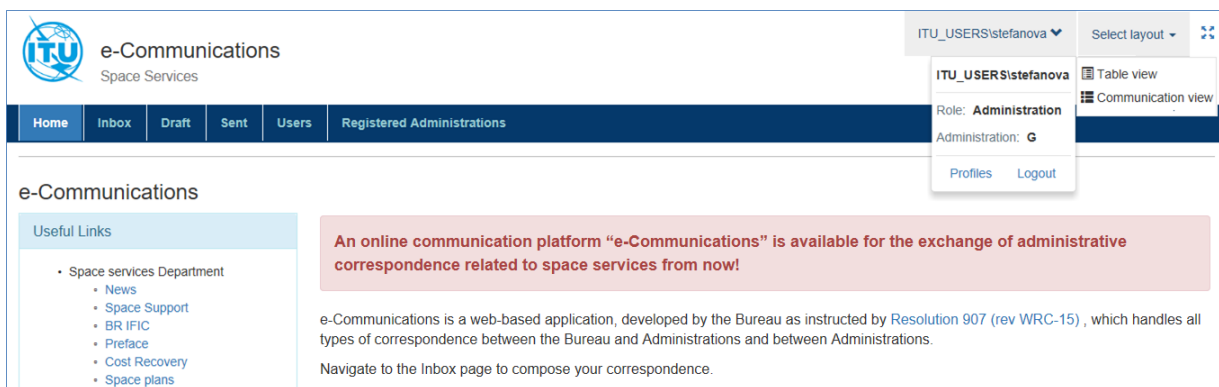 ITU
e-Communications
Space Services
ITU_USERS\stefanova
Select layout
ITU_USERS\stefanova
Role: Administration
Administration: G
Profiles Logout
Table view
Communication view
Home Inbox Draft Sent Users Registered Administrations
e-Communications
Useful Links
• Space services Department
▪ News
▪ Space Support
▪ BR IFIC
▪ Preface
▪ Cost Recovery
▪ Space plans
An online communication platform “e-Communications” is available for the exchange of administrative
correspondence related to space services from now!
e-Communications is a web-based application, developed by the Bureau as instructed by Resolution 907 (rev WRC-15) , which handles all
types of correspondence between the Bureau and Administrations and between Administrations.
Navigate to the Inbox page to compose your correspondence.